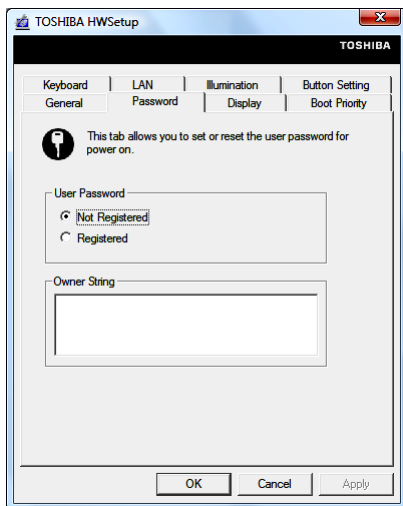 TOSHIBA HWSetup
TOSHIBA
Keyboard LAN Illumination Button Setting
General Password Display Boot Priority
This tab allows you to set or reset the user password for
power on.
User Password
Not Registered
Registered
Owner String
OK Cancel Apply